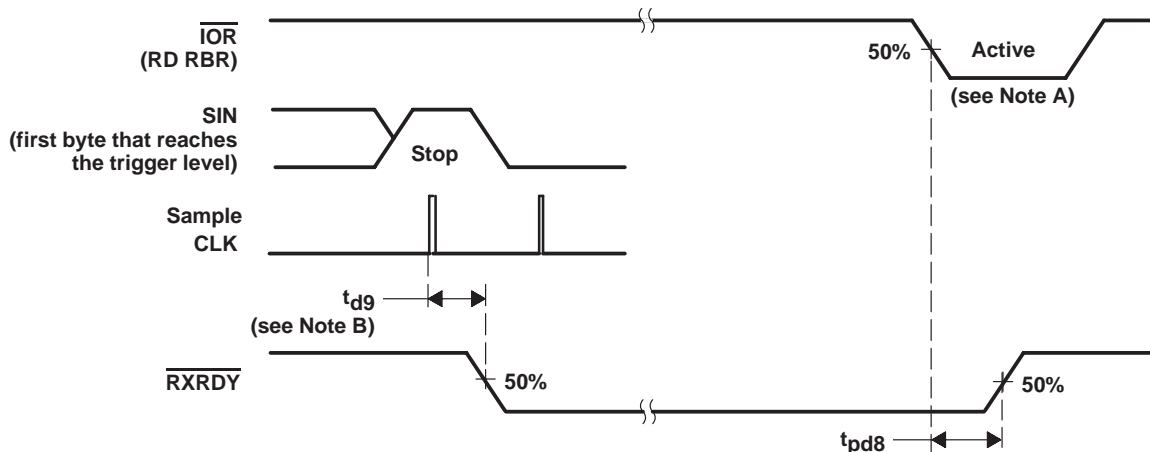 IOR
(RD RBR)
50%
Active
(see Note A)
SIN
(first byte that reaches
the trigger level)
Stop
Sample
CLK
td9
(see Note B)
RXRDY
50%
50%
tpd8